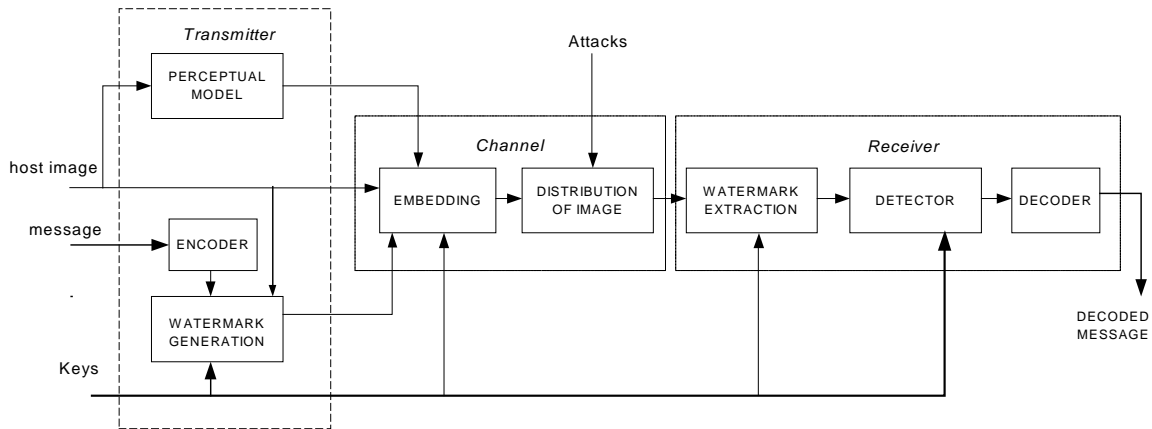 Transmitter
PERCEPTUAL
MODEL
Attacks
host image
Channel
Receiver
EMBEDDING
DISTRIBUTION
OF IMAGE
WATERMARK
EXTRACTION
DETECTOR
DECODER
message
ENCODER
WATERMARK
GENERATION
DECODED
MESSAGE
Keys